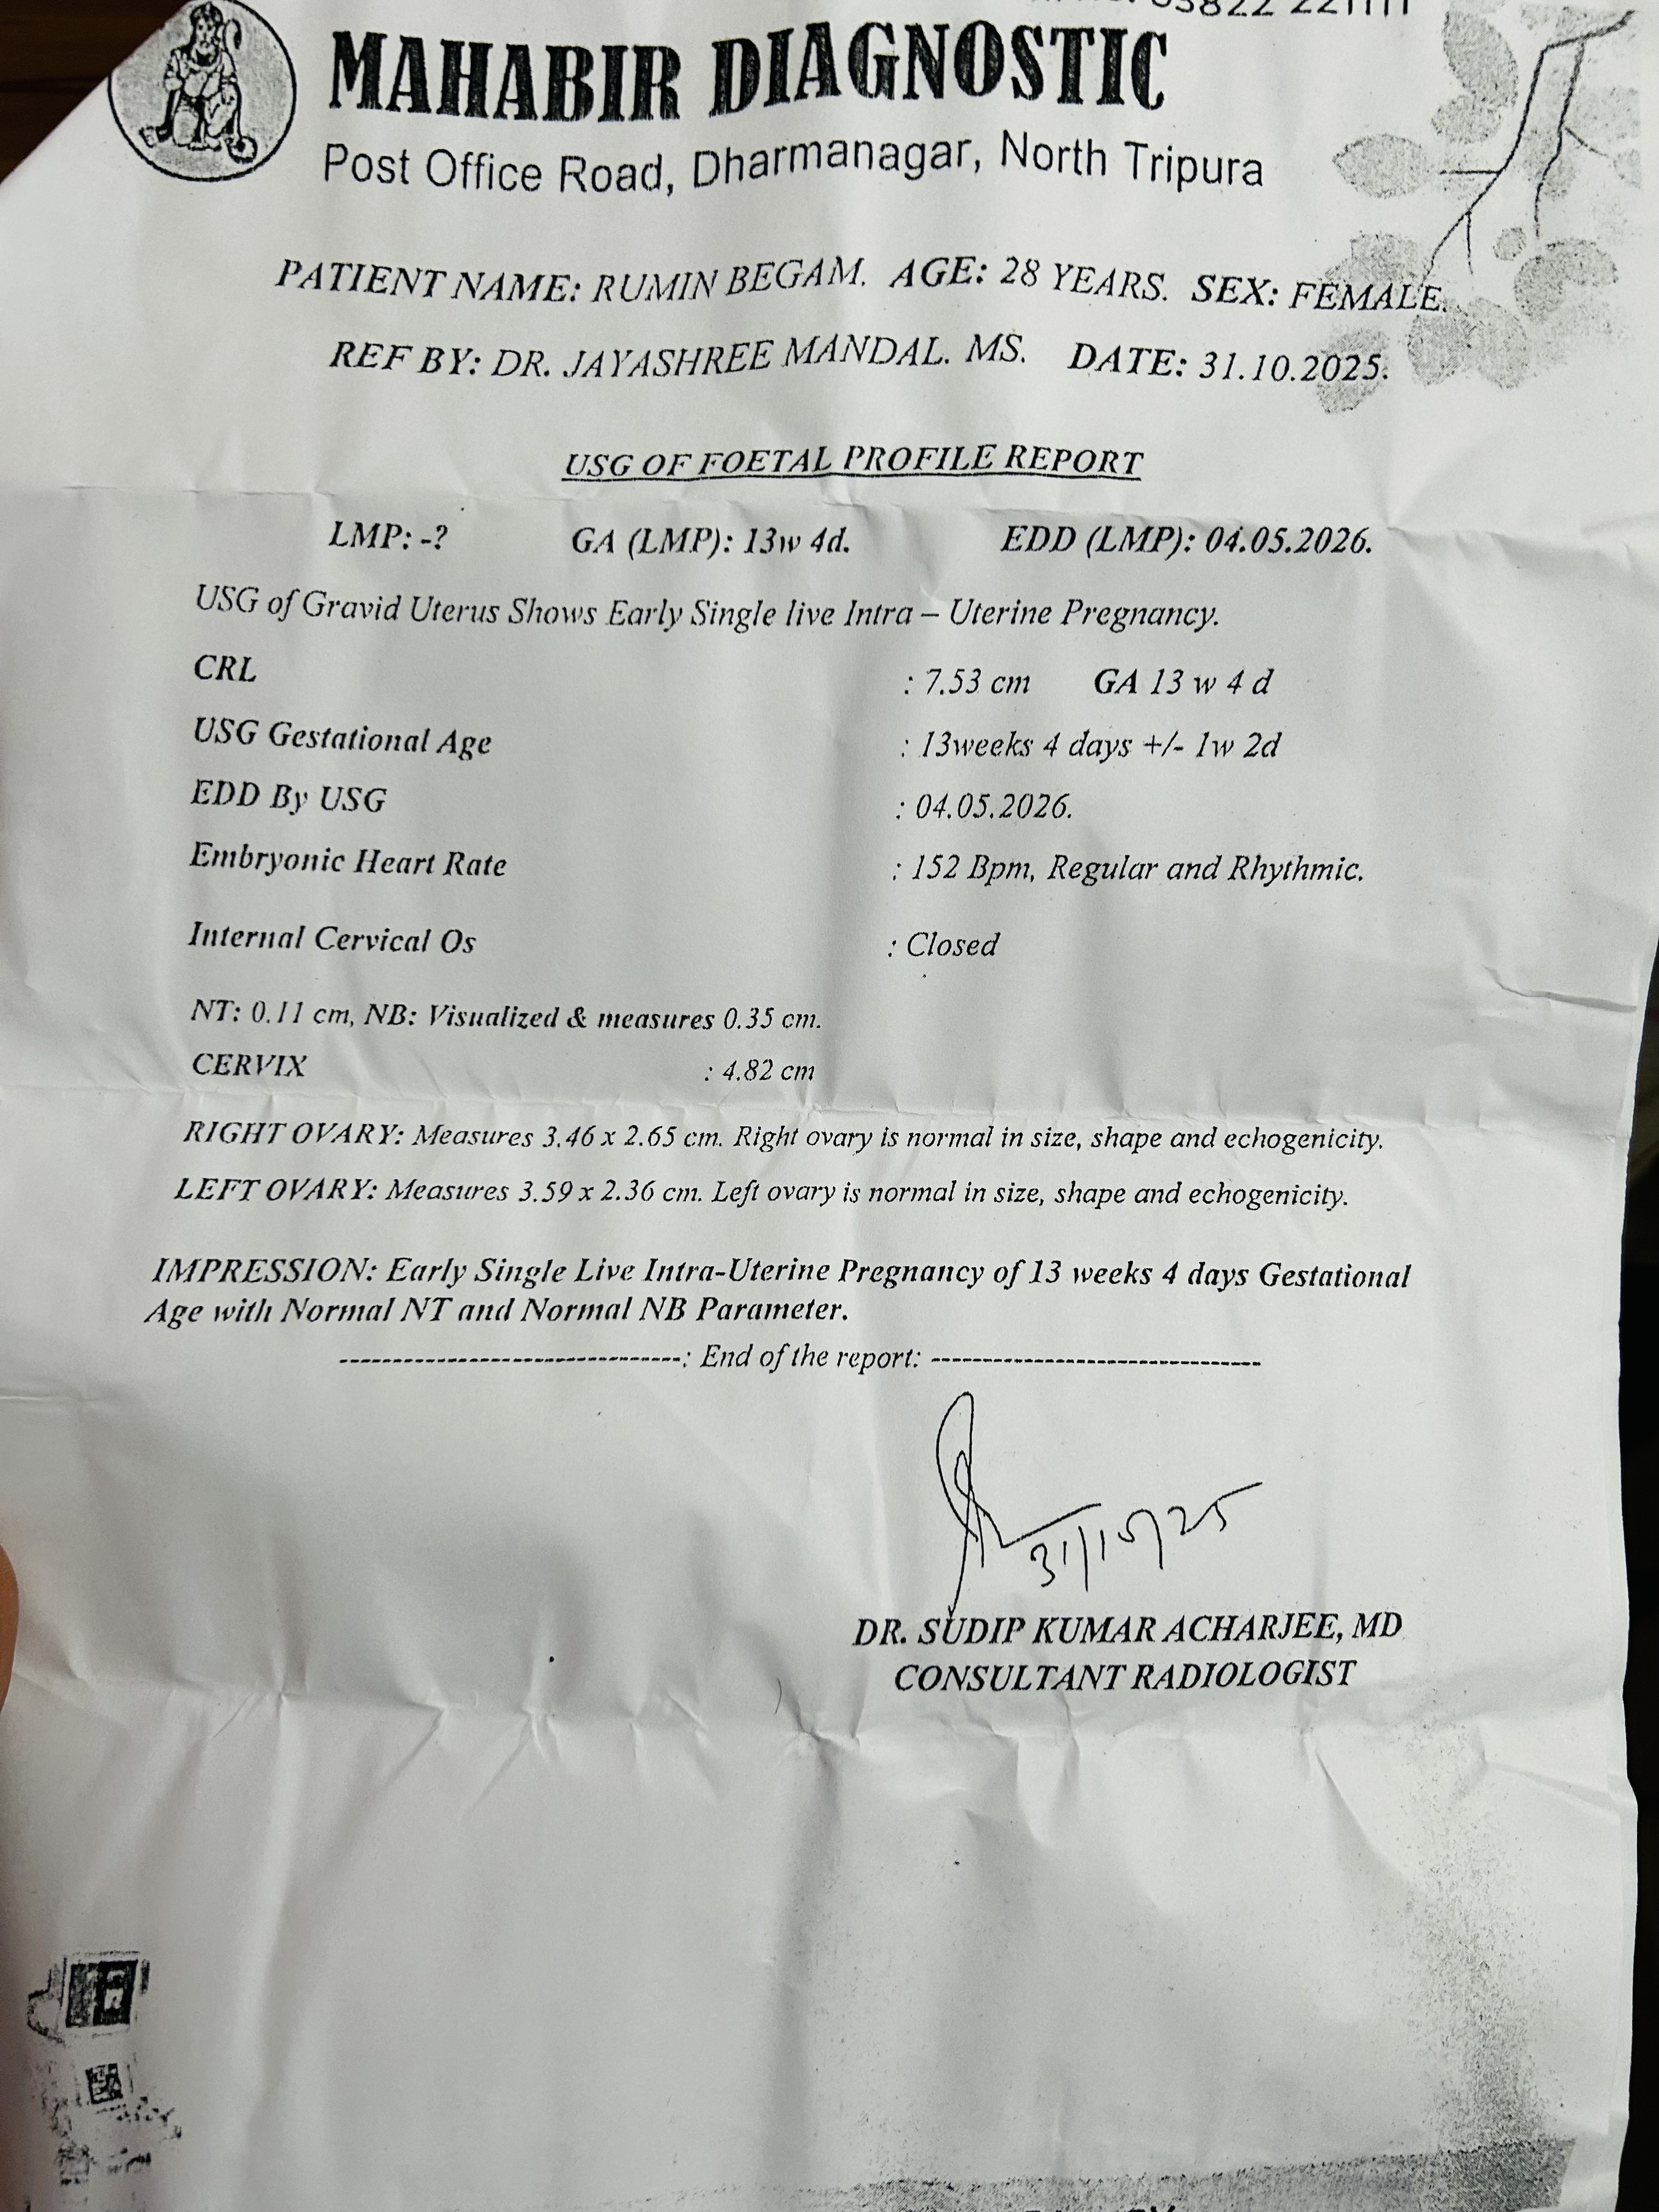 MAHABIR DIAGNOSTIC
Post Office Road, Dharmanagar, North Tripura
PATIENT NAME: RUMIN BEGAM. AGE: 28 YEARS. SEX: FEMALE.
REF BY: DR. JAYASHREE MANDAL. MS. DATE: 31.10.2025.
USG OF FOETAL PROFILE REPORT
LMP: -? GA (LMP): 13w 4d. EDD (LMP): 04.05.2026.
USG of Gravid Uterus Shows Early Single live Intra – Uterine Pregnancy.
CRL : 7.53 cm GA 13 w 4 d
USG Gestational Age : 13weeks 4 days +/- 1w 2d
EDD By USG : 04.05.2026.
Embryonic Heart Rate : 152 Bpm, Regular and Rhythmic.
Internal Cervical Os : Closed
NT: 0.11 cm, NB: Visualized & measures 0.35 cm.
CERVIX : 4.82 cm
RIGHT OVARY: Measures 3.46 x 2.65 cm. Right ovary is normal in size, shape and echogenicity.
LEFT OVARY: Measures 3.59 x 2.36 cm. Left ovary is normal in size, shape and echogenicity.
IMPRESSION: Early Single Live Intra-Uterine Pregnancy of 13 weeks 4 days Gestational
Age with Normal NT and Normal NB Parameter.
--------------------------------: End of the report: -------------------------------
31/10/25
DR. SUDIP KUMAR ACHARJEE, MD
CONSULTANT RADIOLOGIST